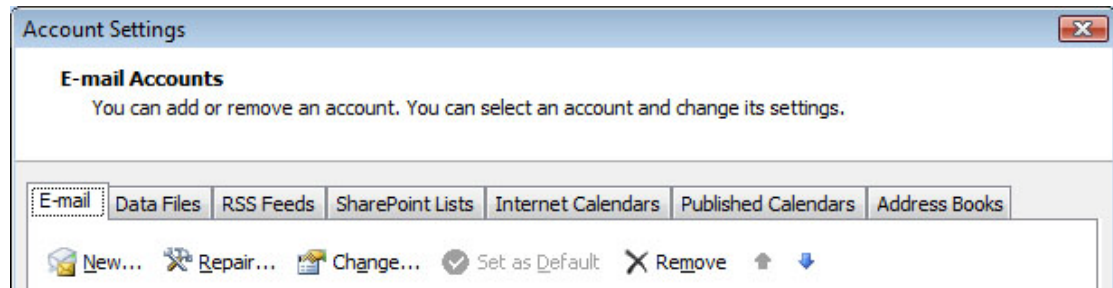 Account Settings
E-mail Accounts
You can add or remove an account. You can select an account and change its settings.
E-mail Data Files RSS Feeds SharePoint Lists Internet Calendars Published Calendars Address Books
New... Repair... Change... Set as Default Remove